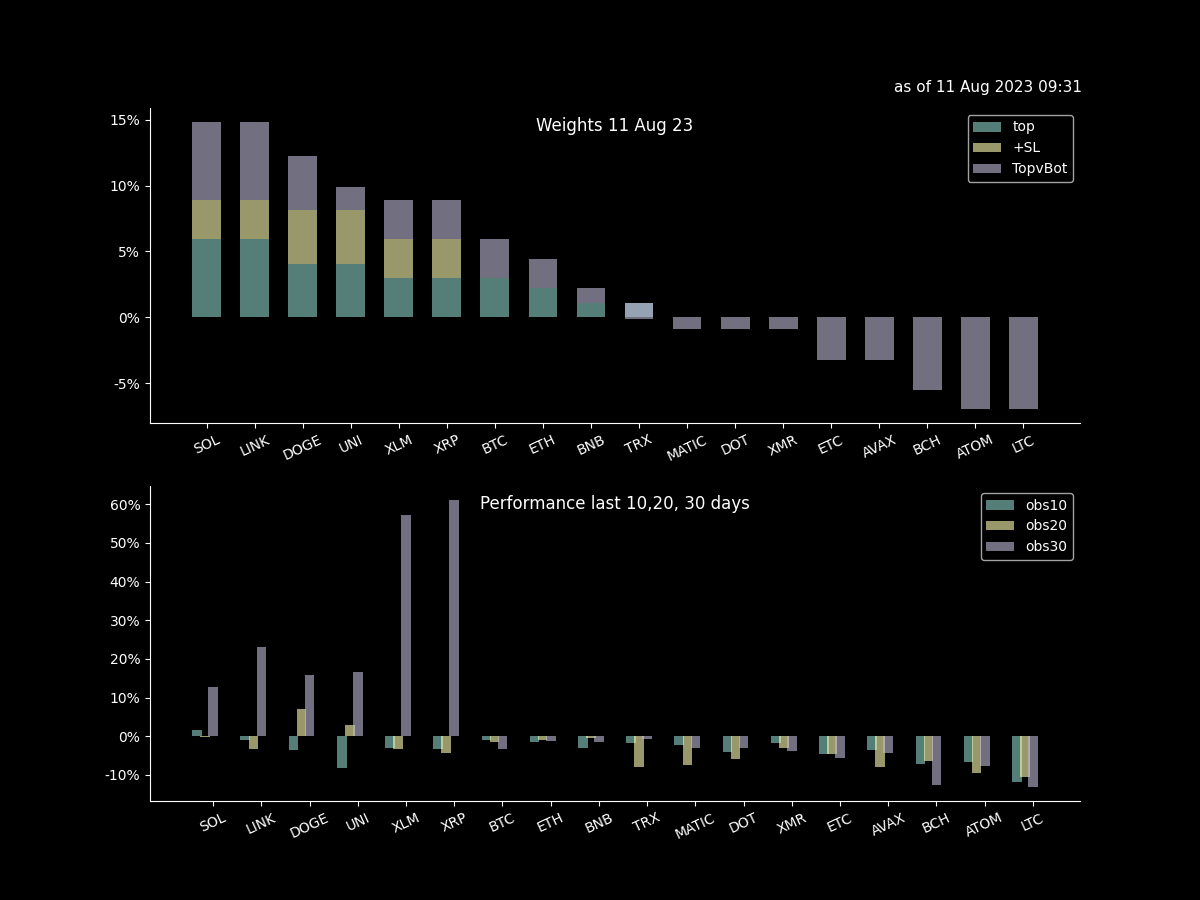 as of 11 Aug 2023 09:31
Weights 11 Aug 23
top
+SL
TopvBot
15%
10%
5%
0%
-5%
SOL LINK DOGE UNI XLM XRP BTC ETH BNB TRX MATIC DOT XMR ETC AVAX BCH ATOM LTC
Performance last 10,20, 30 days
obs10
obs20
obs30
60%
50%
40%
30%
20%
10%
0%
-10%
SOL LINK DOGE UNI XLM XRP BTC ETH BNB TRX MATIC DOT XMR ETC AVAX BCH ATOM LTC